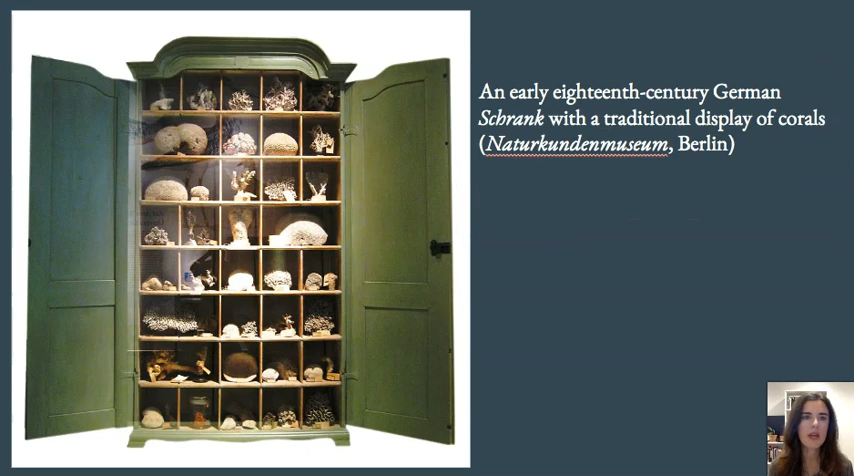 An early eighteenth-century German
Schrank with a traditional display of corals
(Naturkundenmuseum, Berlin)